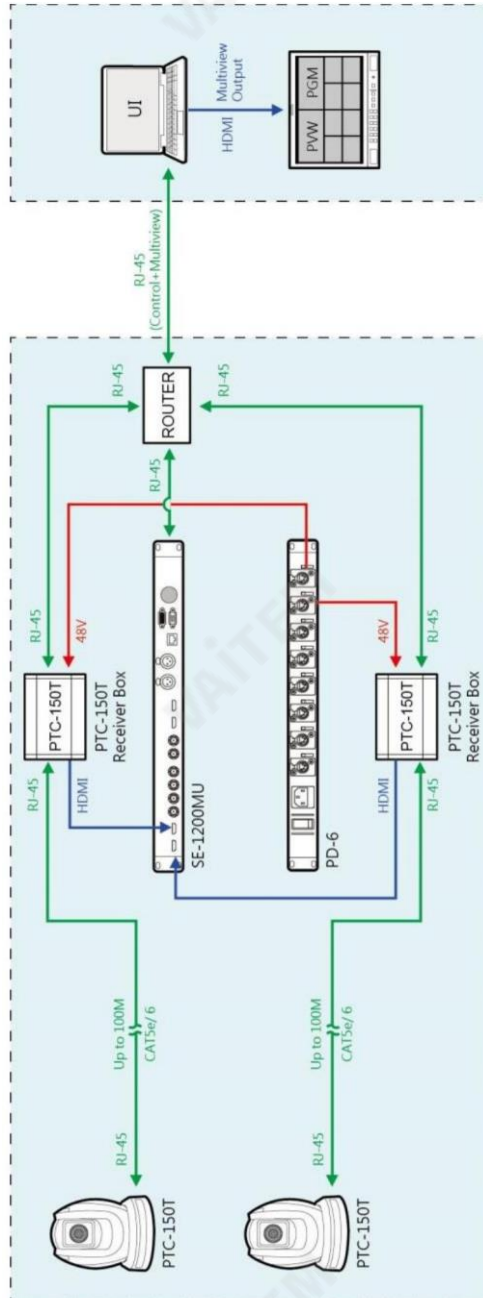 RJ-45
Up to 100M
CAT5e/ 6
RJ-45
RJ-45
PTC-150T
PTC-150T
PTC-150T
Receiver Box
HDMI
48V
RJ-45
RJ-45
RJ-45
ROUTER
RJ-45
(Control+Multiview)
UI
HDMI
Multiview
Output
PVW
PGM
SE-1200MU
PD-6
RJ-45
Up to 100M
CAT5e/ 6
RJ-45
PTC-150T
HDMI
48V
PTC-150T
PTC-150T
Receiver Box
RJ-45
RJ-45
VAiTEM